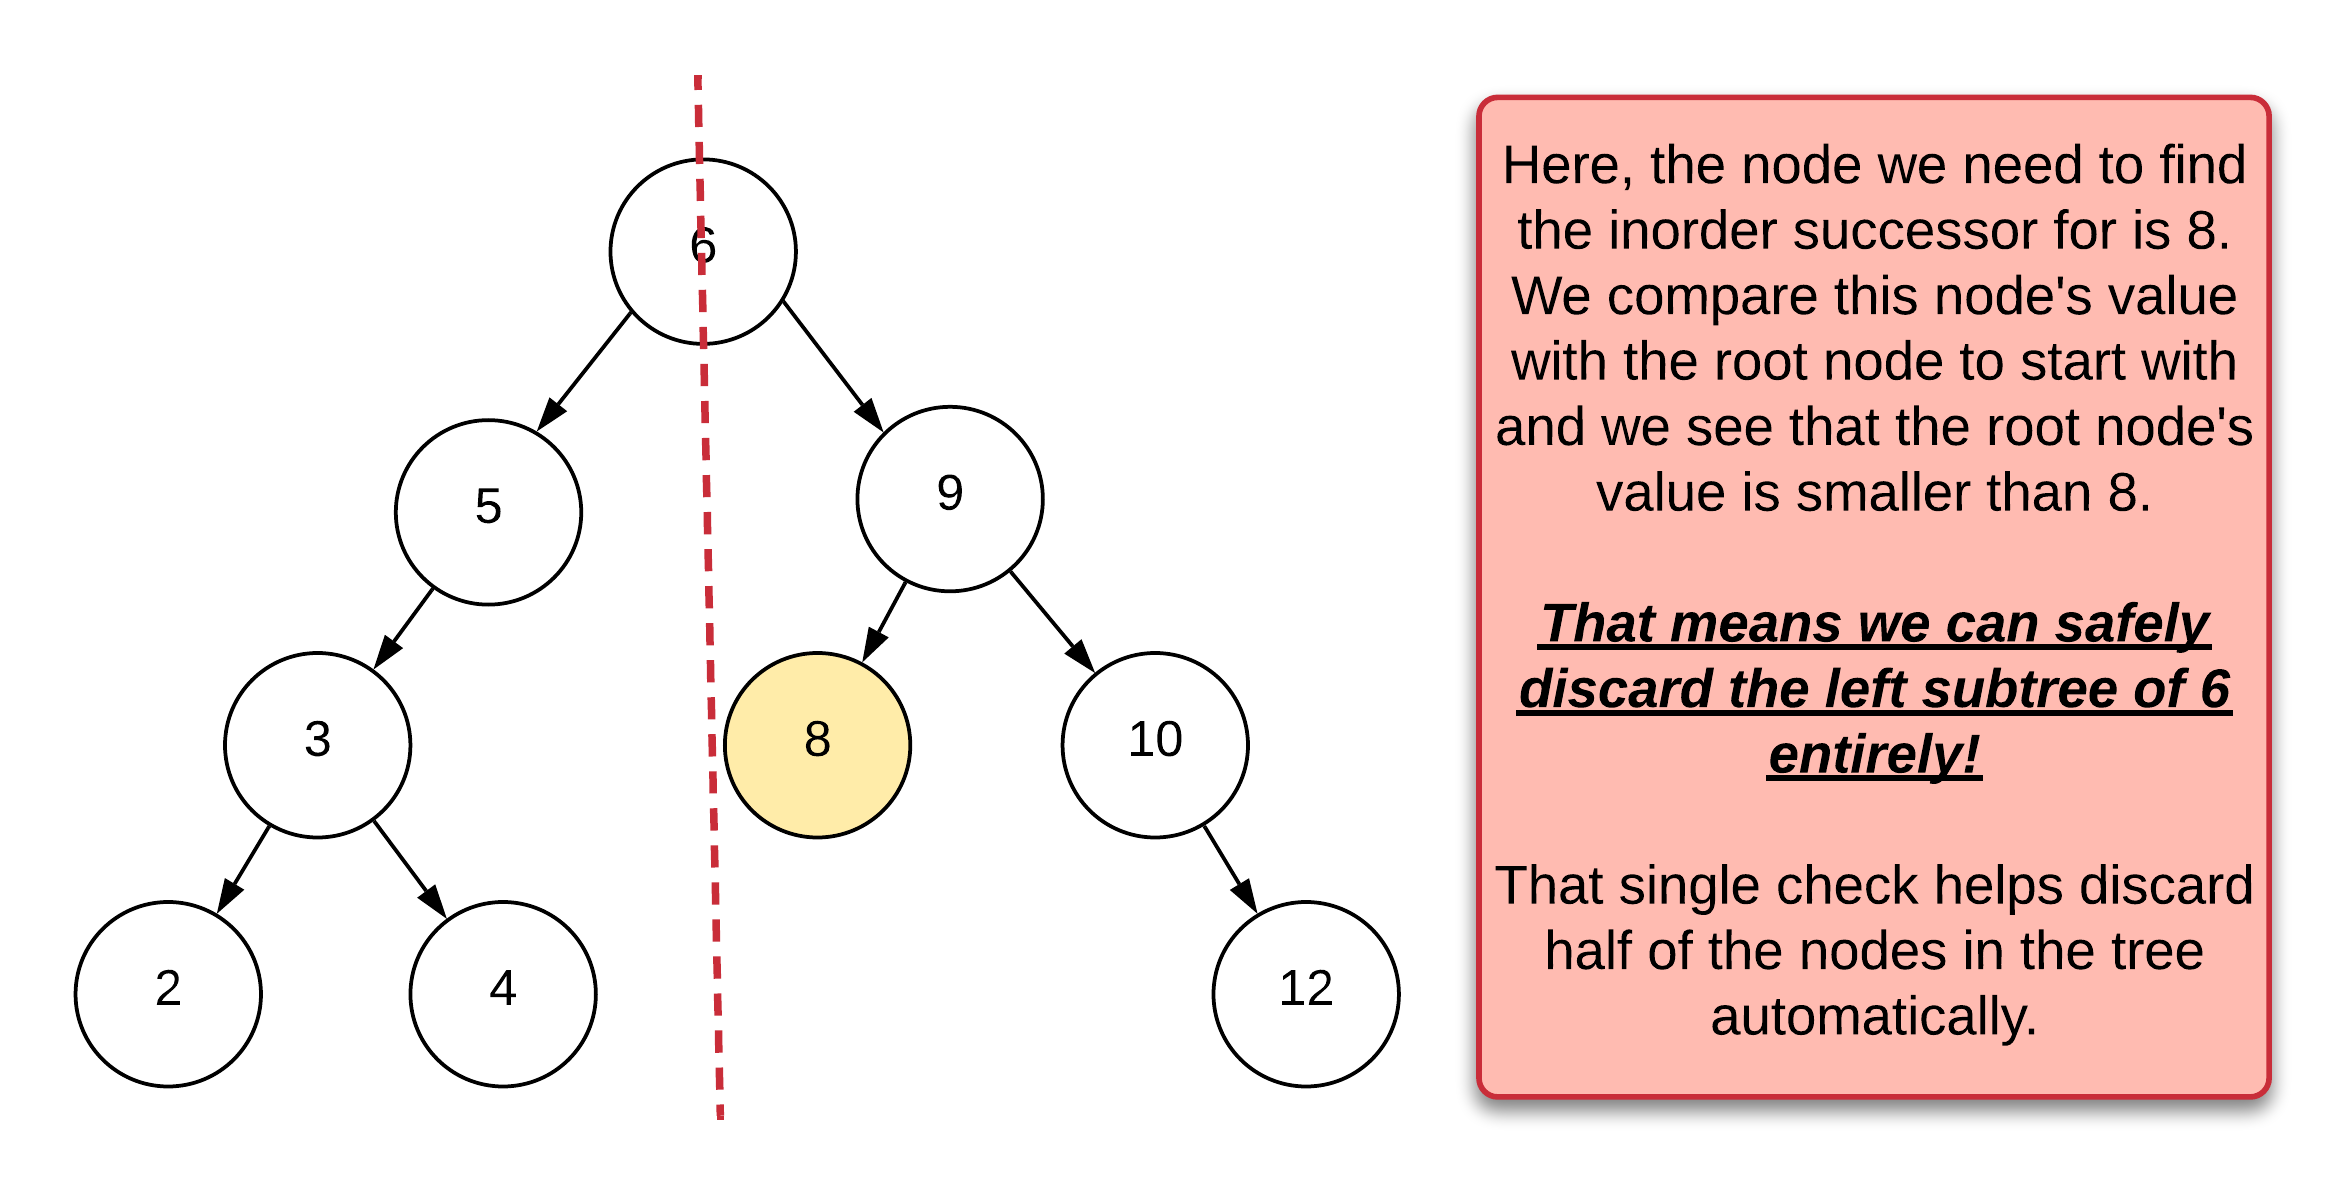 6
5
9
3
8
10
2
4
12
Here, the node we need to find
the inorder successor for is 8.
We compare this node's value
with the root node to start with
and we see that the root node's
value is smaller than 8.
That means we can safely
discard the left subtree of 6
entirely!
That single check helps discard
half of the nodes in the tree
automatically.